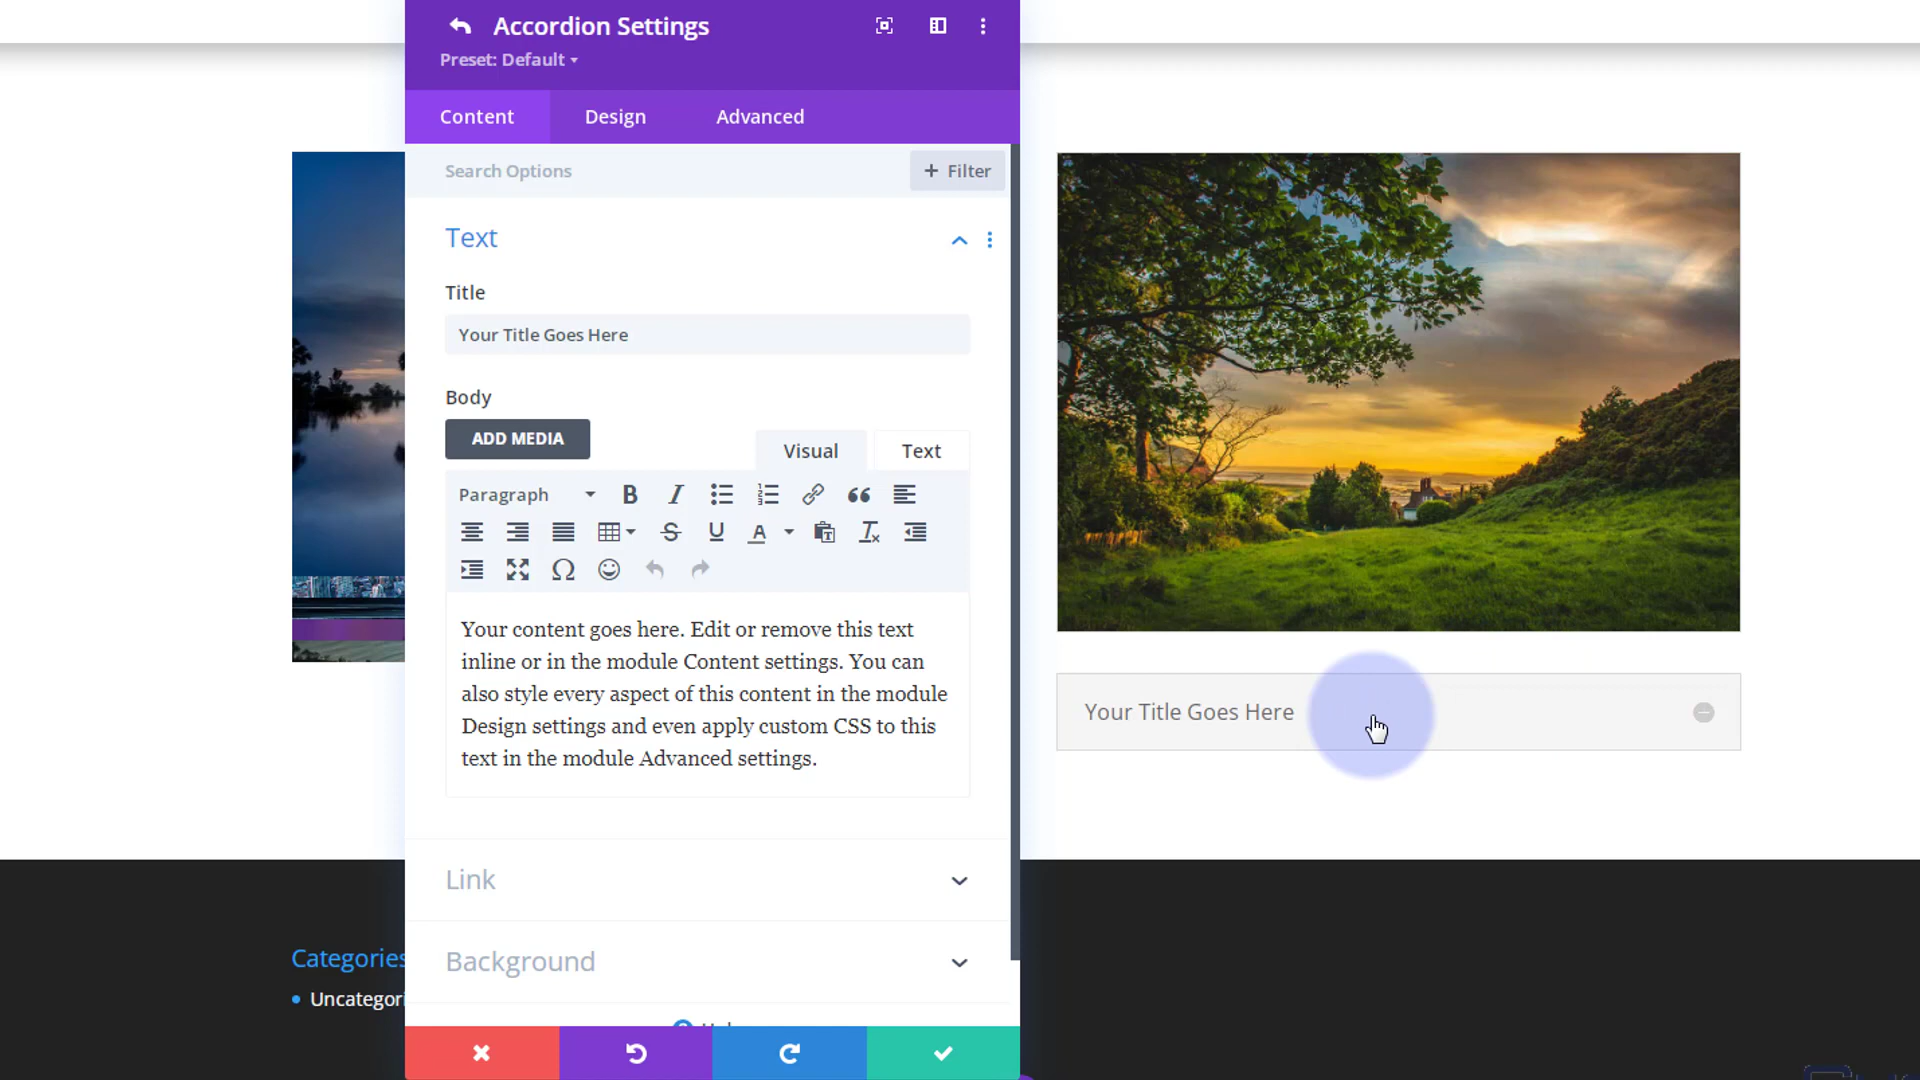 Accordion Settings
Preset: Default
Content
Design
Advanced
Search Options
+ Filter
Text
Title
Your Title Goes Here
Body
ADD MEDIA
Visual
Text
Paragraph
Your content goes here. Edit or remove this text
inline or in the module Content settings. You can
also style every aspect of this content in the module
Design settings and even apply custom CSS to this
text in the module Advanced settings.
Link
Background
Your Title Goes Here
Categories
Uncategori